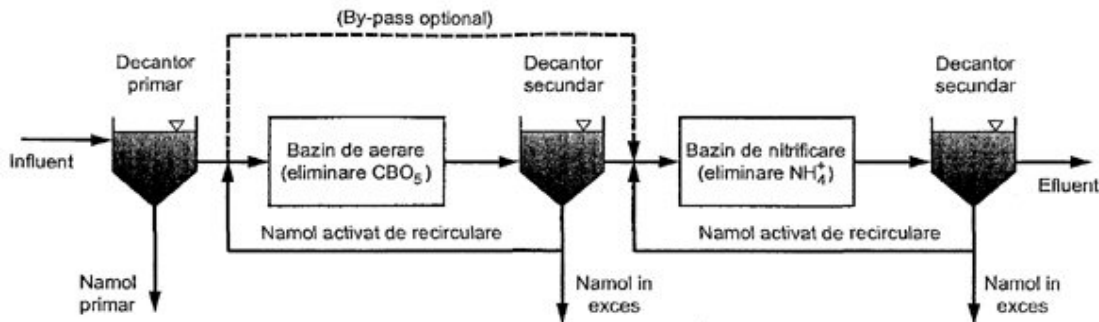 (By-pass optional)
Decantor
primar
Decantor
secundar
Decantor
secundar
Influent
Bazin de aerare
(eliminare CBO5)
Bazin de nitrificare
(eliminare NH4+)
Efluent
Namol activat de recirculare
Namol activat de recirculare
Namol
primar
Namol in
exces
Namol in
exces